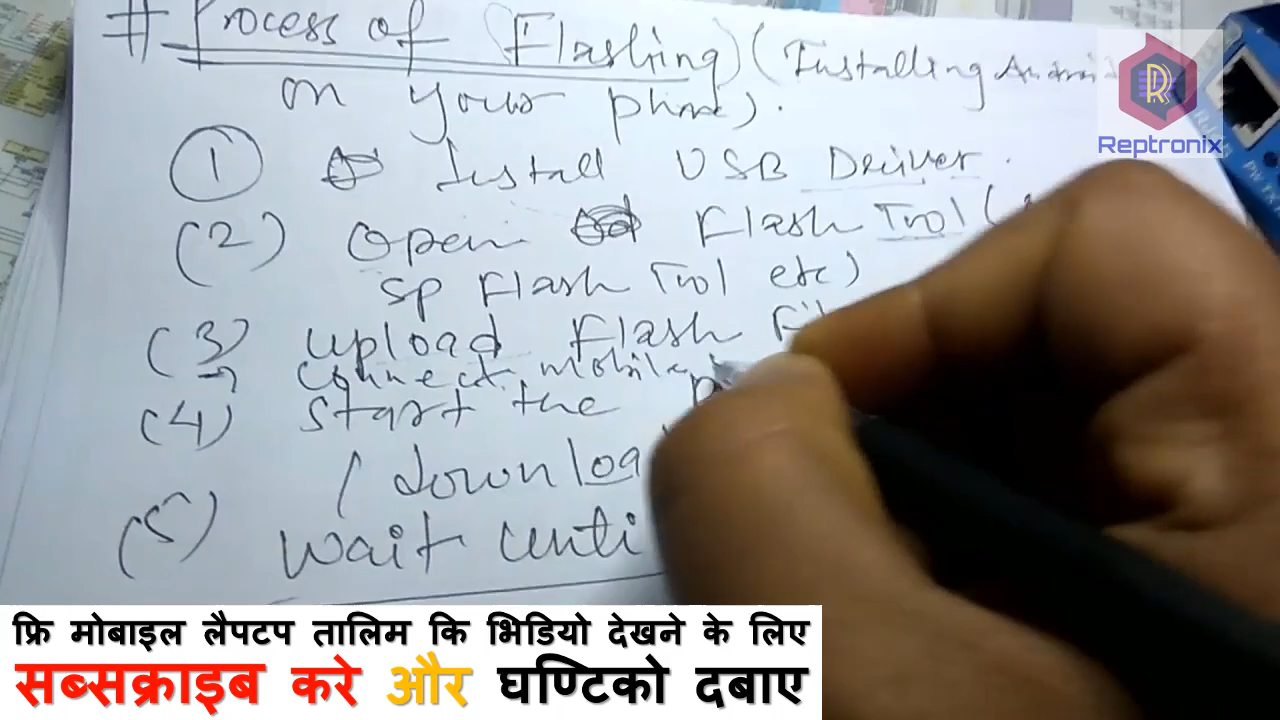 # Process of (Flashing) (Installing Android
on your phone).
1 Install USB Driver.
(2) Open Flash Tool (
SP Flash Tool etc)
(3) Upload Flash
→ Connect mobile
(4) Start the
(downloa
(5) Wait unti
Reptronix
फ्रि मोबाइल लैपटप तालिम कि भिडियो देखने के लिए
सब्सक्राइब करे और घण्टिको दबाए